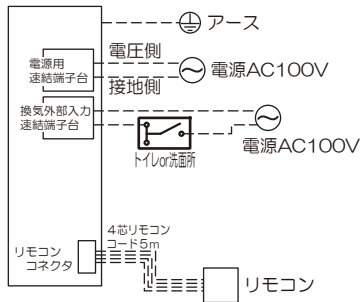 アース
電圧側
電源用
速結端子台
電源AC100V
接地側
換気外部入力
速結端子台
トイレor洗面所
電源AC100V
4芯リモコン
コード5m
リモコン
コネクタ
リモコン